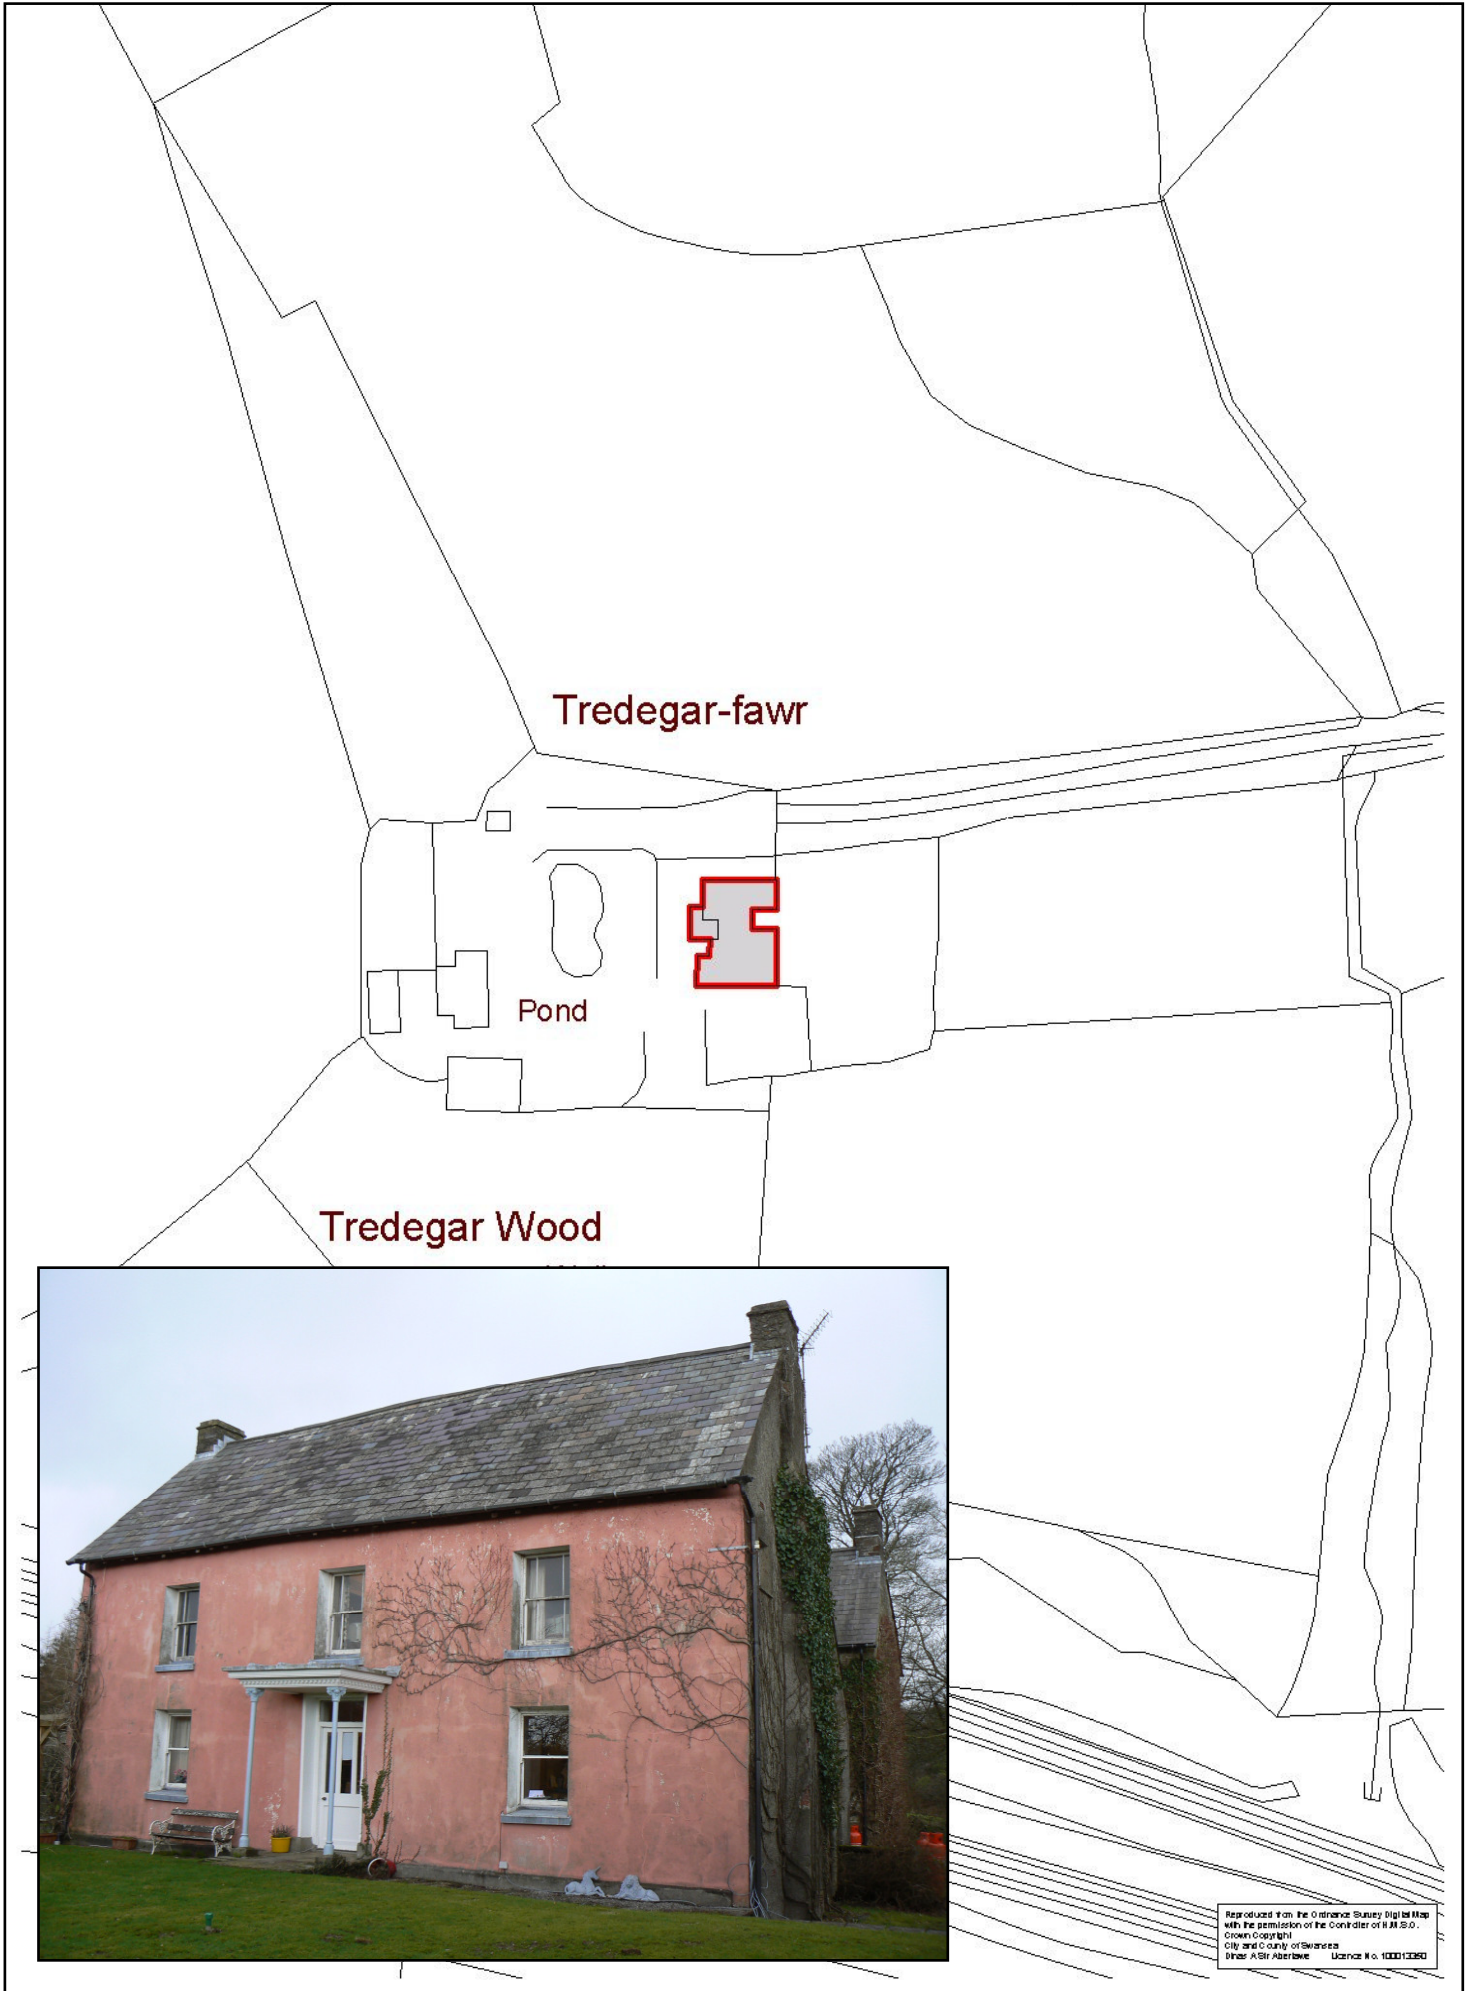 Tredegar-fawr
Pond
Tredegar Wood
Reproduced from the Ordnance Survey Digital Map
with the permission of the Controller of H.M.S.O.
Crown Copyright
City and County of Swansea
Dinas A Sir Abertawe Licence No.